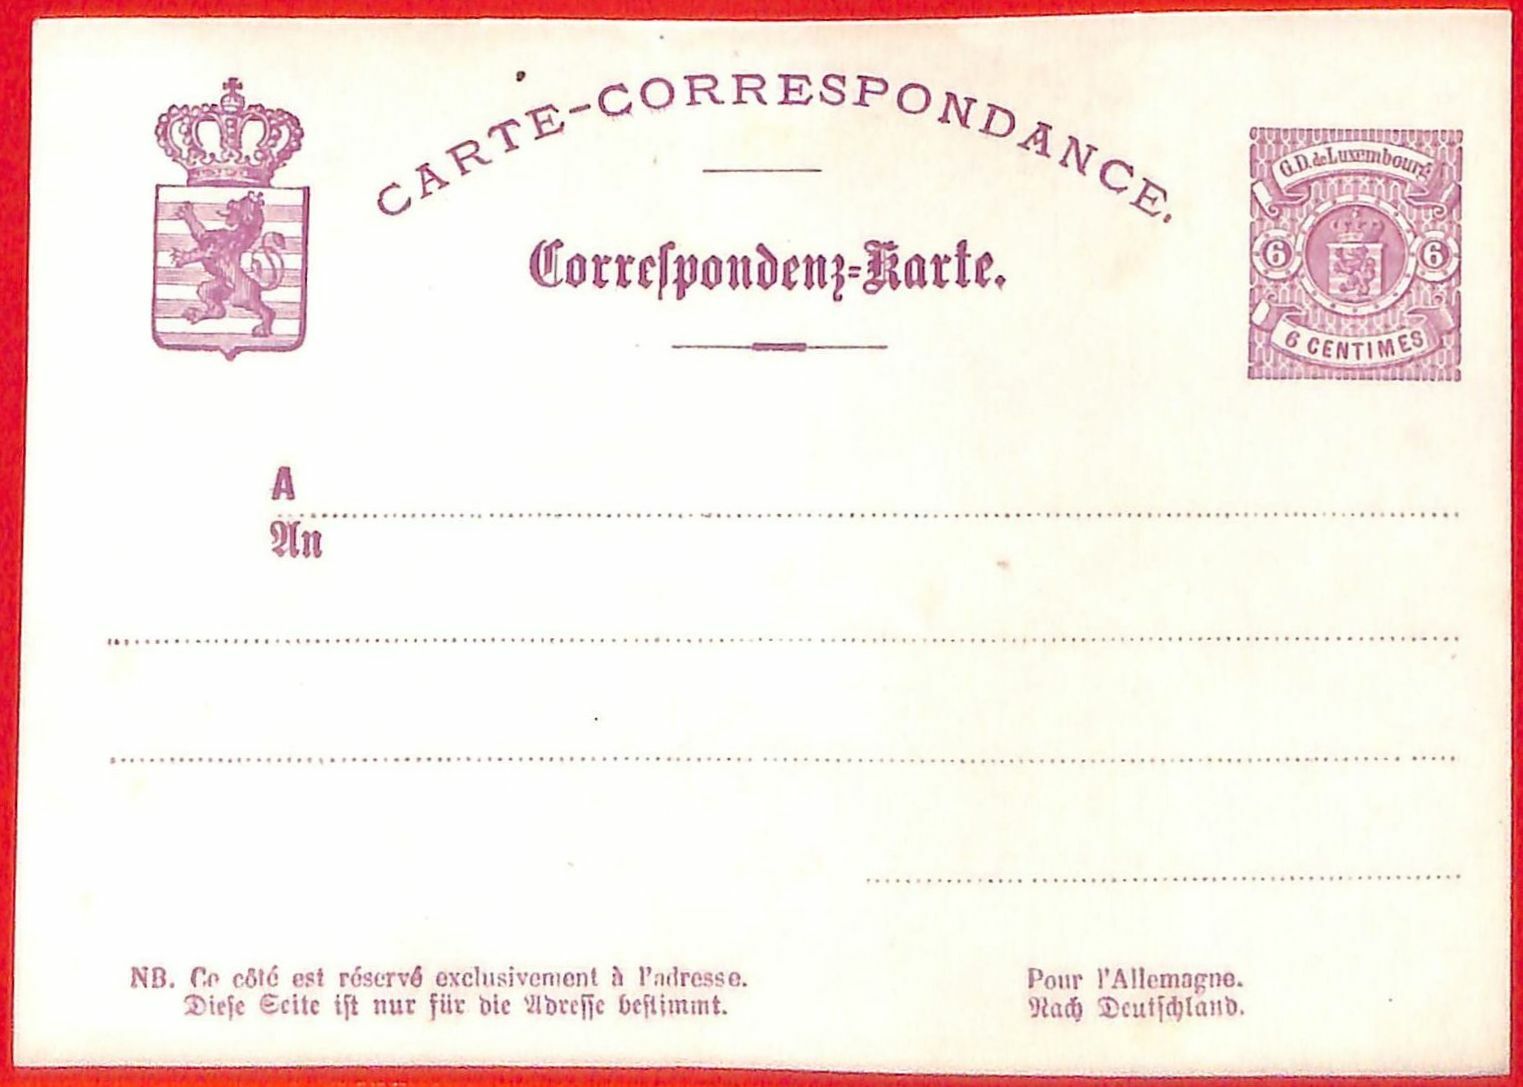 CARTE-CORRESPONDANCE.
Correſpondenz=Karte.
G.D. de Luxembourg
6 6
6 CENTIMES
A
An
NB. Ce côté est réservé exclusivement à l'adresse.
Dieſe Seite iſt nur für die Adreſſe beſtimmt.
Pour l'Allemagne.
Nach Deutſchland.